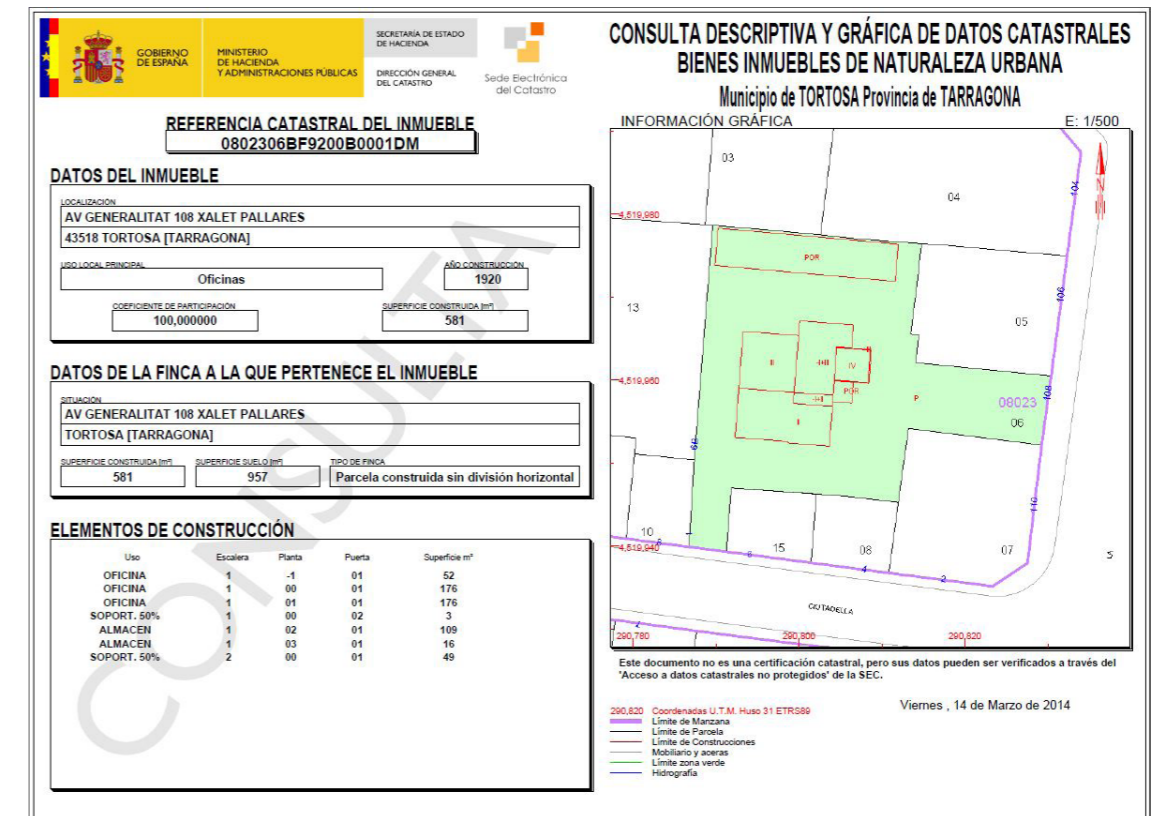 GOBIERNO
DE ESPAÑA
MINISTERIO
DE HACIENDA
Y ADMINISTRACIONES PÚBLICAS
SECRETARÍA DE ESTADO
DE HACIENDA
DIRECCIÓN GENERAL
DEL CATASTRO
Sede Electrónica
del Catastro
REFERENCIA CATASTRAL DEL INMUEBLE
0802306BF9200B0001DM
DATOS DEL INMUEBLE
LOCALIZACIÓN
AV GENERALITAT 108 XALET PALLARES
43518 TORTOSA [TARRAGONA]
USO LOCAL PRINCIPAL AÑO CONSTRUCCIÓN
Oficinas 1920
COEFICIENTE DE PARTICIPACIÓN SUPERFICIE CONSTRUIDA [m²]
100,000000 581
DATOS DE LA FINCA A LA QUE PERTENECE EL INMUEBLE
SITUACIÓN
AV GENERALITAT 108 XALET PALLARES
TORTOSA [TARRAGONA]
SUPERFICIE CONSTRUIDA [m²] SUPERFICIE SUELO [m²] TIPO DE FINCA
581 957 Parcela construida sin división horizontal
ELEMENTOS DE CONSTRUCCIÓN
Uso Escalera Planta Puerta Superficie m²
OFICINA 1 -1 01 52
OFICINA 1 00 01 176
OFICINA 1 01 01 176
SOPORT. 50% 1 00 02 3
ALMACEN 1 02 01 109
ALMACEN 1 03 01 16
SOPORT. 50% 2 00 01 49
CONSULTA
CONSULTA DESCRIPTIVA Y GRÁFICA DE DATOS CATASTRALES
BIENES INMUEBLES DE NATURALEZA URBANA
Municipio de TORTOSA Provincia de TARRAGONA
INFORMACIÓN GRÁFICA E: 1/500
03
04
104
N
4,519,980
POR
106
13
05
II
-I+II
IV
4,519,960
POR
-I+I
P
08023
108
06
II
68
110
10
4,519,940
8
6
15
08
4
2
07
5
CIUTADELLA
2
290,780 290,800 290,820
Este documento no es una certificación catastral, pero sus datos pueden ser verificados a través del
'Acceso a datos catastrales no protegidos' de la SEC.
290,820 Coordenadas U.T.M. Huso 31 ETRS89
Límite de Manzana
Límite de Parcela
Límite de Construcciones
Mobiliario y aceras
Límite zona verde
Hidrografía
Viernes , 14 de Marzo de 2014